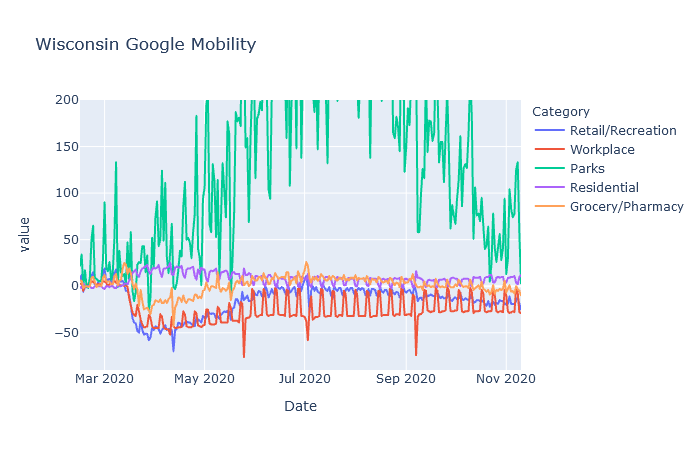 Wisconsin Google Mobility
200
150
100
50
0
−50
value
Mar 2020
May 2020
Jul 2020
Sep 2020
Nov 2020
Date
Category
Retail/Recreation
Workplace
Parks
Residential
Grocery/Pharmacy